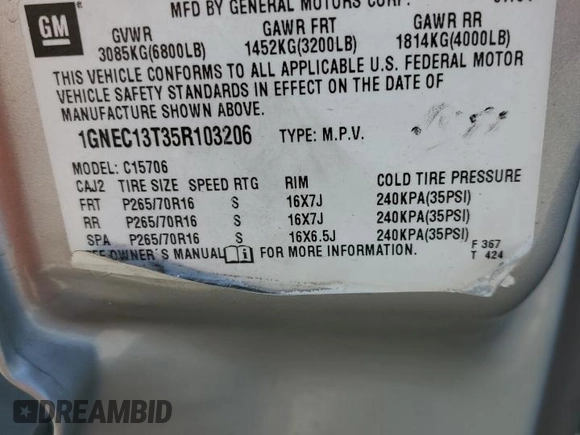 MFD BY GENERAL MOTORS CORP.
GM
GVWR GAWR FRT GAWR RR
3085KG(6800LB) 1452KG(3200LB) 1814KG(4000LB)
THIS VEHICLE CONFORMS TO ALL APPLICABLE U.S. FEDERAL MOTOR
VEHICLE SAFETY STANDARDS IN EFFECT ON THE DATE OF
MANUFACTURE SHOWN ABOVE.
1GNEC13T35R103206 TYPE: M.P.V.
MODEL: C15706
CAJ2 TIRE SIZE SPEED RTG RIM COLD TIRE PRESSURE
FRT P265/70R16 S 16X7J 240KPA(35PSI)
RR P265/70R16 S 16X7J 240KPA(35PSI)
SPA P265/70R16 S 16X6.5J 240KPA(35PSI)
OWNER'S MANUAL FOR MORE INFORMATION.
F 367
T 424
DREAMBID